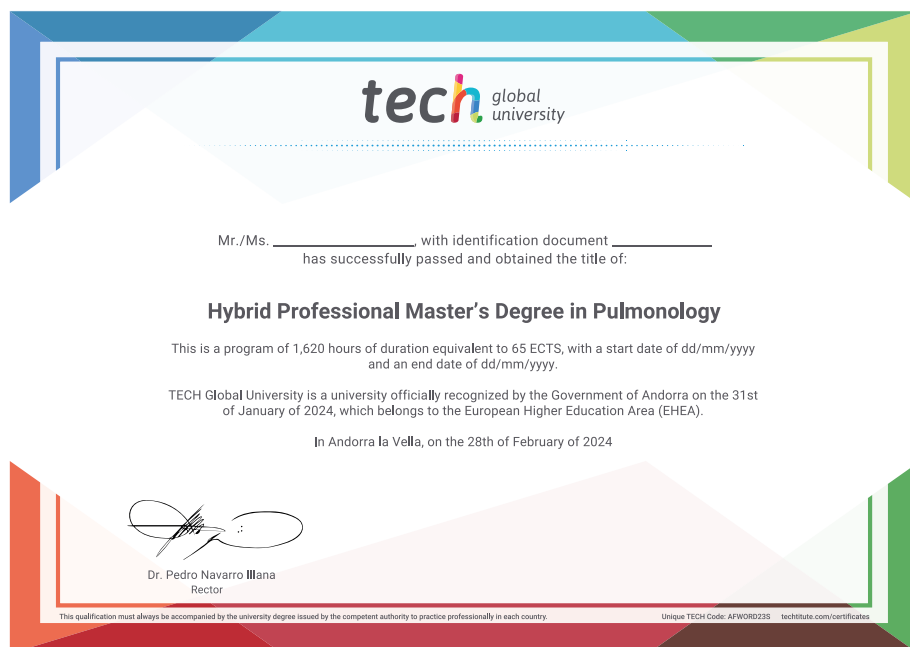 tech global
university
Mr./Ms. ____________, with identification document ____________
has successfully passed and obtained the title of:
Hybrid Professional Master's Degree in Pulmonology
This is a program of 1,620 hours of duration equivalent to 65 ECTS, with a start date of dd/mm/yyyy
and an end date of dd/mm/yyyy.
TECH Global University is a university officially recognized by the Government of Andorra on the 31st
of January of 2024, which belongs to the European Higher Education Area (EHEA).
In Andorra la Vella, on the 28th of February of 2024
Dr. Pedro Navarro Illana
Rector
This qualification must always be accompanied by the university degree issued by the competent authority to practice professionally in each country.
Unique TECH Code: AFWORD23S techtitute.com/certificates